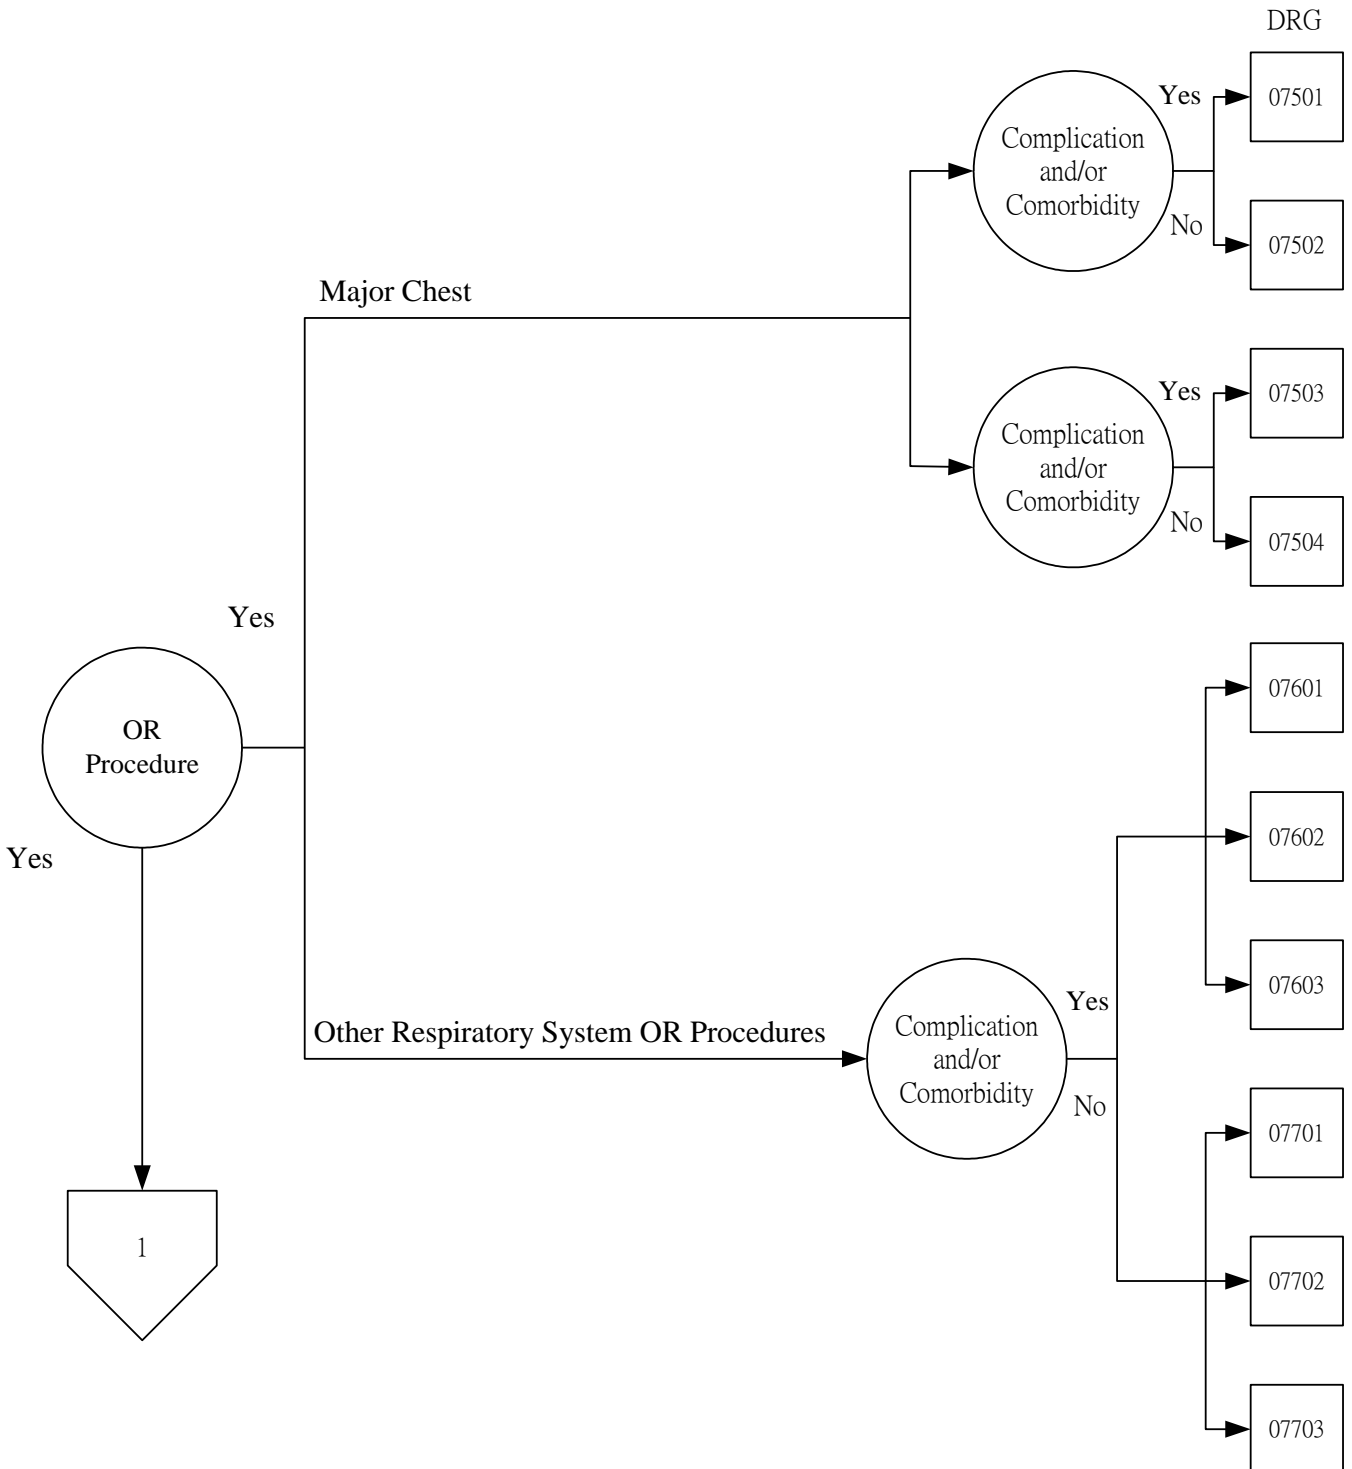 DRG
Yes
07501
Complication
and/or
Comorbidity
No
07502
Major Chest
Yes
07503
Complication
and/or
Comorbidity
No
07504
Yes
07601
OR
Procedure
07602
Yes
07603
Yes
Other Respiratory System OR Procedures
Complication
and/or
Comorbidity
No
07701
1
07702
07703